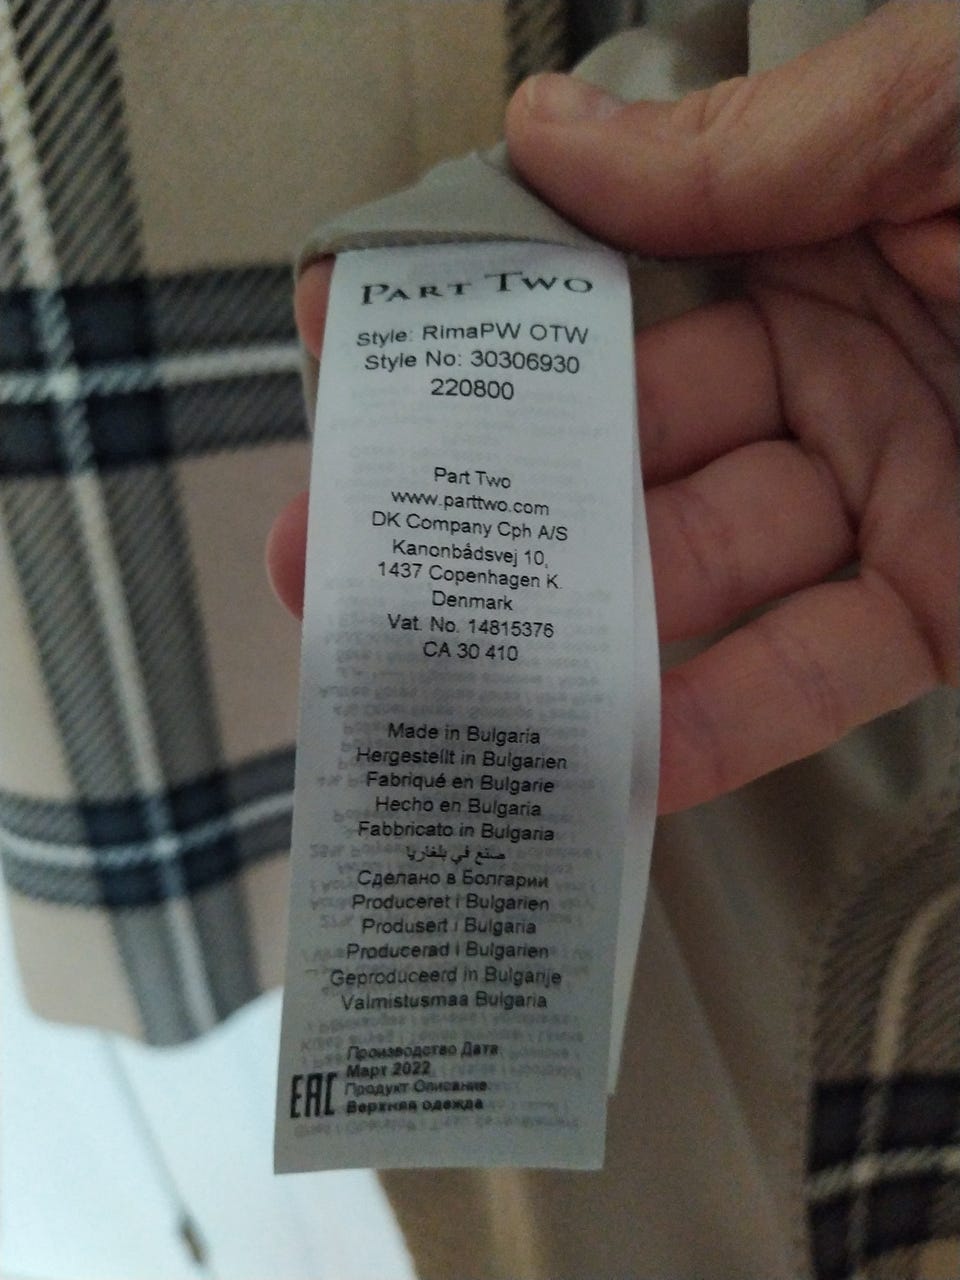 PART TWO
Style: RimaPW OTW
Style No: 30306930
220800
Part Two
www.parttwo.com
DK Company Cph A/S
Kanonbådsvej 10,
1437 Copenhagen K.
Denmark
Vat. No. 14815376
CA 30 410
Made in Bulgaria
Hergestellt in Bulgarien
Fabriqué en Bulgarie
Hecho en Bulgaria
Fabbricato in Bulgaria
صنع في بلغاريا
Сделано в Болгарии
Produceret i Bulgarien
Produsert i Bulgaria
Producerad i Bulgarien
Geproduceerd in Bulgarije
Valmistusmaa Bulgaria
Производство Дата:
Март 2022
EAC Продукт Описание:
Верхняя одежда